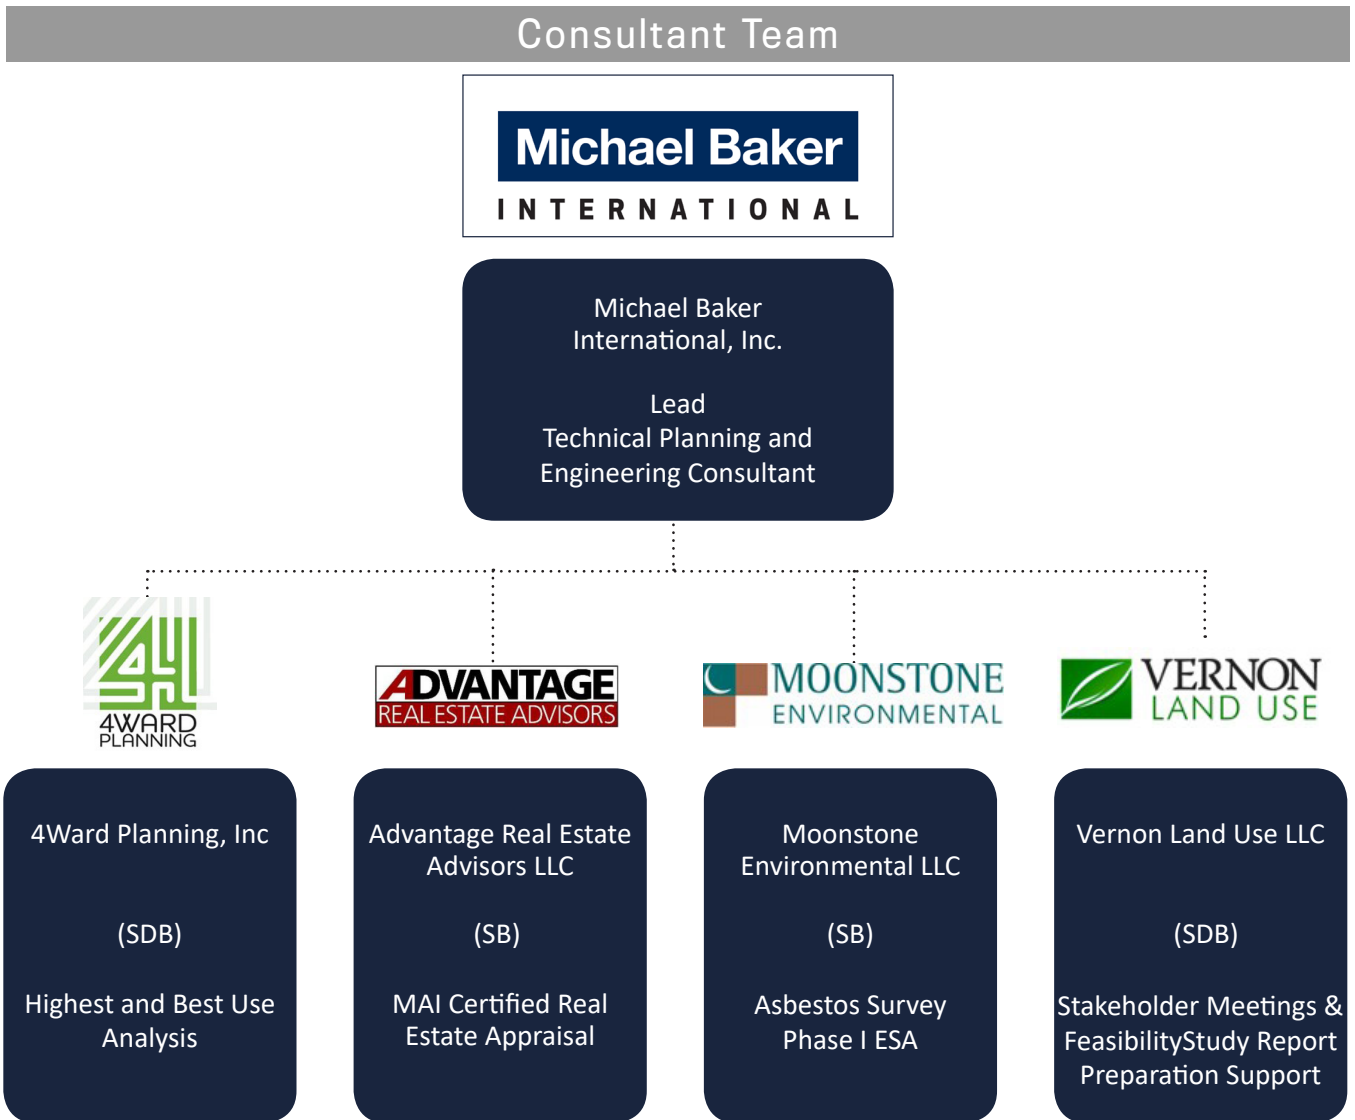 Consultant Team
Michael Baker
INTERNATIONAL
Michael Baker
International, Inc.
Lead
Technical Planning and
Engineering Consultant
4WARD
PLANNING
ADVANTAGE
REAL ESTATE ADVISORS
MOONSTONE
ENVIRONMENTAL
VERNON
LAND USE
4Ward Planning, Inc
(SDB)
Highest and Best Use
Analysis
Advantage Real Estate
Advisors LLC
(SB)
MAI Certified Real
Estate Appraisal
Moonstone
Environmental LLC
(SB)
Asbestos Survey
Phase I ESA
Vernon Land Use LLC
(SDB)
Stakeholder Meetings &
FeasibilityStudy Report
Preparation Support